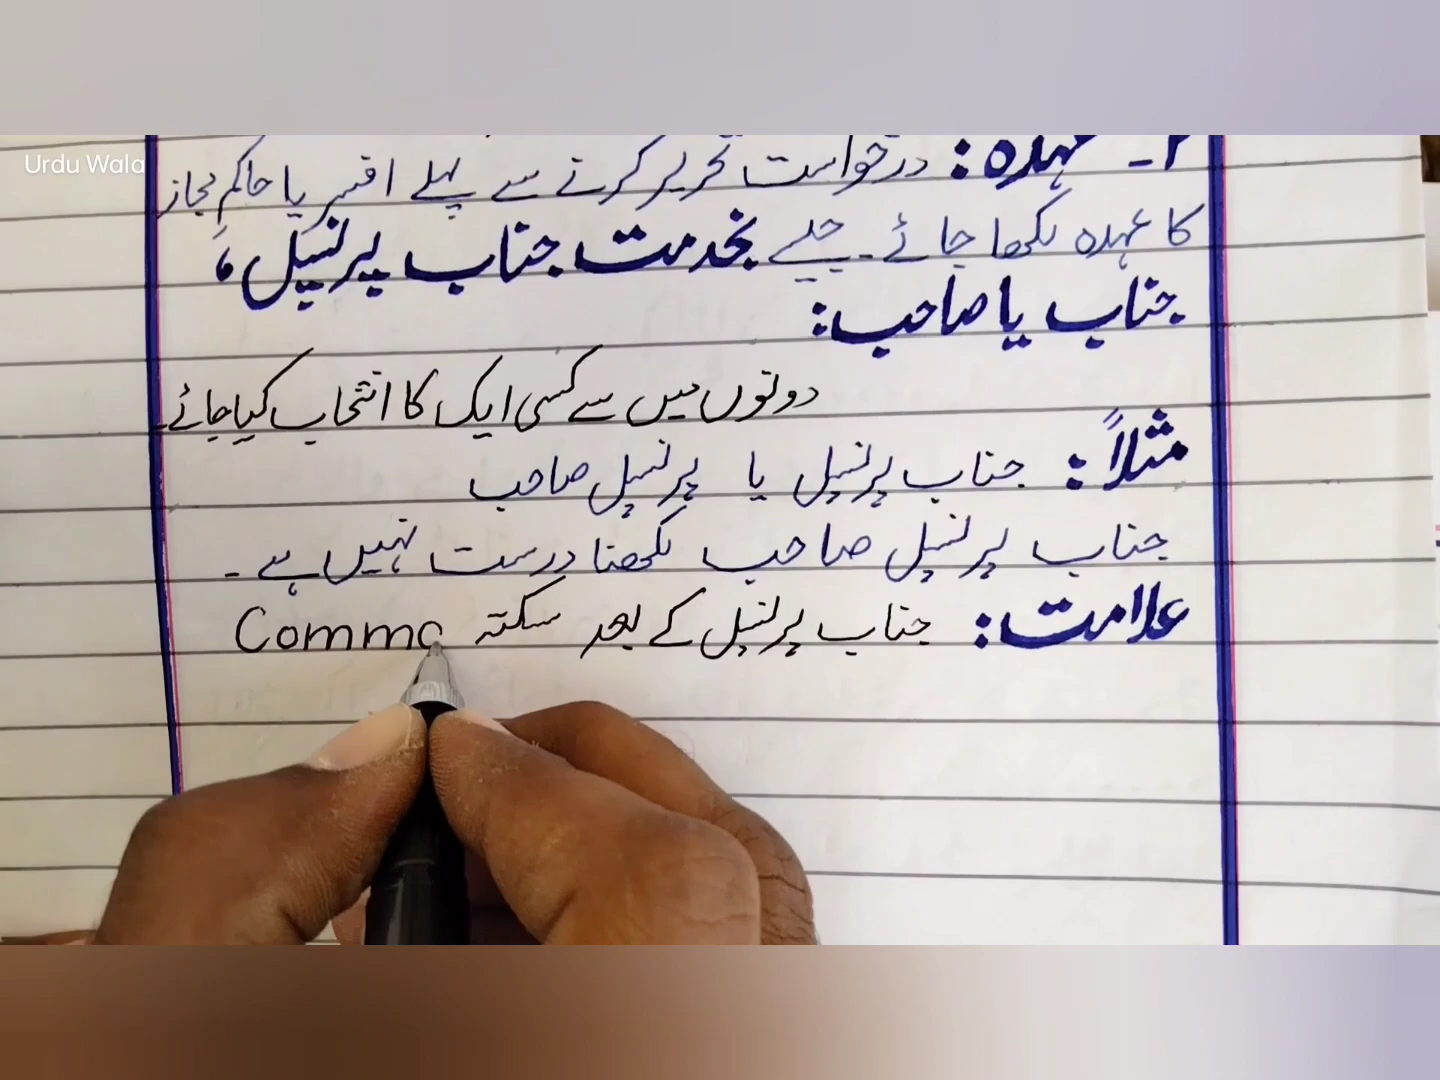 Urdu Wala
۲۔ عہدہ: درخواست تحریر کرنے سے پہلے افسر یا حاکمِ مجاز
کا عہدہ لکھا جائے۔ جیسے بخدمت جناب پرنسپل،
جناب یا صاحب:
دونوں میں سے کسی ایک کا انتخاب کیا جائے۔
مثلاً: جناب پرنسپل یا پرنسپل صاحب
جناب پرنسپل صاحب لکھنا درست نہیں ہے۔
علامت: جناب پرنسپل کے بعد سکتہ Comma